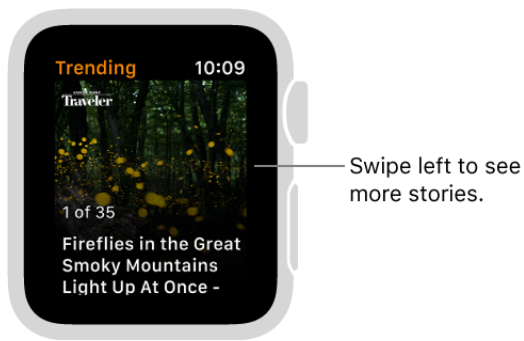 Trending 10:09
Traveler
1 of 35
Fireflies in the Great
Smoky Mountains
Light Up At Once -
Swipe left to see
more stories.